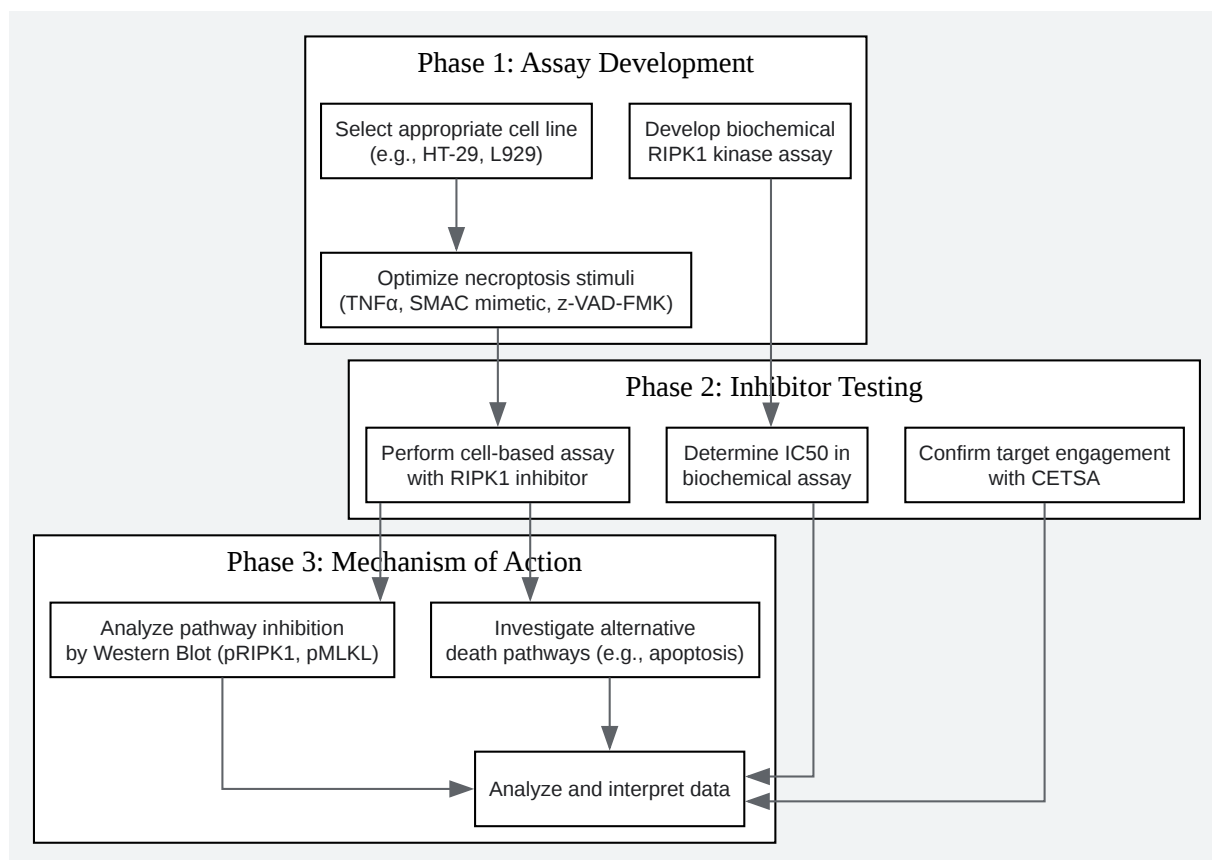 Phase 1: Assay Development
Select appropriate cell line
(e.g., HT-29, L929)
Develop biochemical
RIPK1 kinase assay
Optimize necroptosis stimuli
(TNFα, SMAC mimetic, z-VAD-FMK)
Phase 2: Inhibitor Testing
Perform cell-based assay
with RIPK1 inhibitor
Determine IC50 in
biochemical assay
Confirm target engagement
with CETSA
Phase 3: Mechanism of Action
Analyze pathway inhibition
by Western Blot (pRIPK1, pMLKL)
Investigate alternative
death pathways (e.g., apoptosis)
Analyze and interpret data